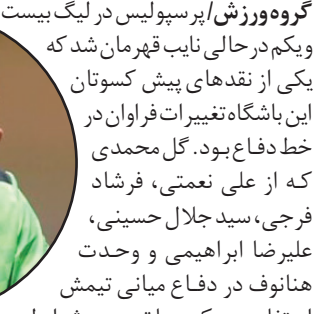 گروه ورزش/ پرسپولیس در لیگ بیست
ویکم در حالی نایب قهرمان شد که
یکی از نقدهای پیش کسوتان
این باشگاه تغییرات فراوان در
خط دفاع بود. گل محمدی
که از علی نعمتی، فرشاد
فرجی، سید جلال حسینی،
علیرضا ابراهیمی و وحدت
هنانوف در دفاع میانی تیمش